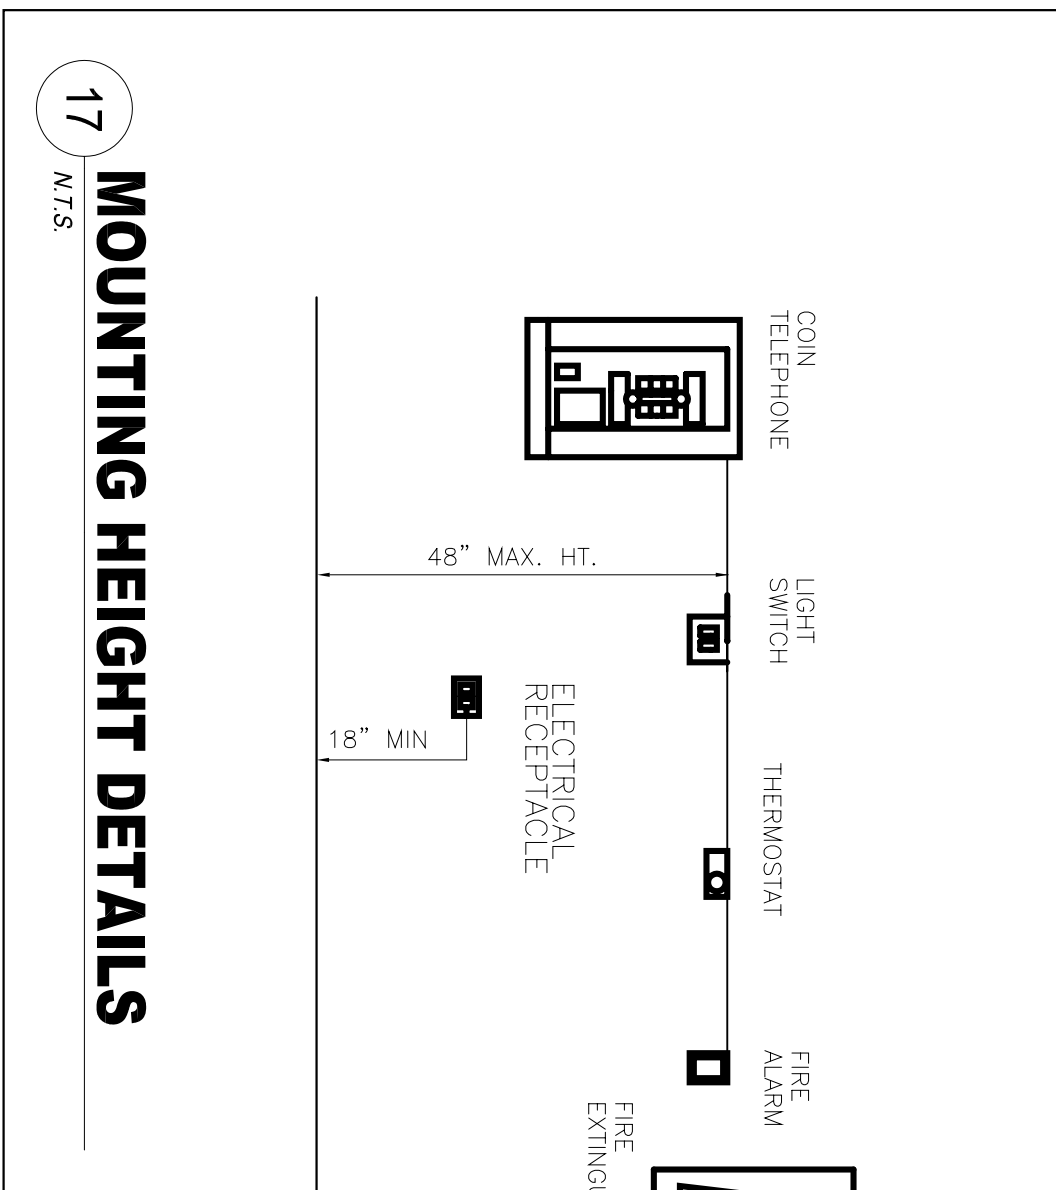 COIN
TELEPHONE
LIGHT
SWITCH
THERMOSTAT
FIRE
ALARM
FIRE
48” MAX. HT.
ELECTRICAL
RECEPTACLE
18” MIN
17
MOUNTING HEIGHT DETAILS
N.T.S.